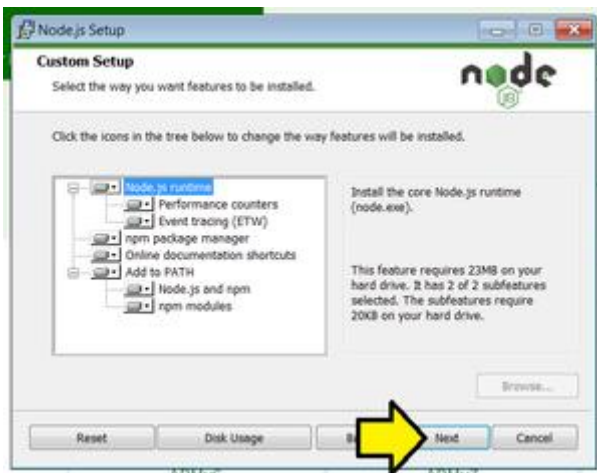 Node.js Setup
Custom Setup
Select the way you want features to be installed.
node
JS
Click the icons in the tree below to change the way features will be installed.
Node.js runtime
Performance counters
Event tracing (ETW)
npm package manager
Online documentation shortcuts
Add to PATH
Node.js and npm
npm modules
Install the core Node.js runtime
(node.exe).
This feature requires 23MB on your
hard drive. It has 2 of 2 subfeatures
selected. The subfeatures require
20KB on your hard drive.
Browse...
Reset
Disk Usage
Next
Cancel